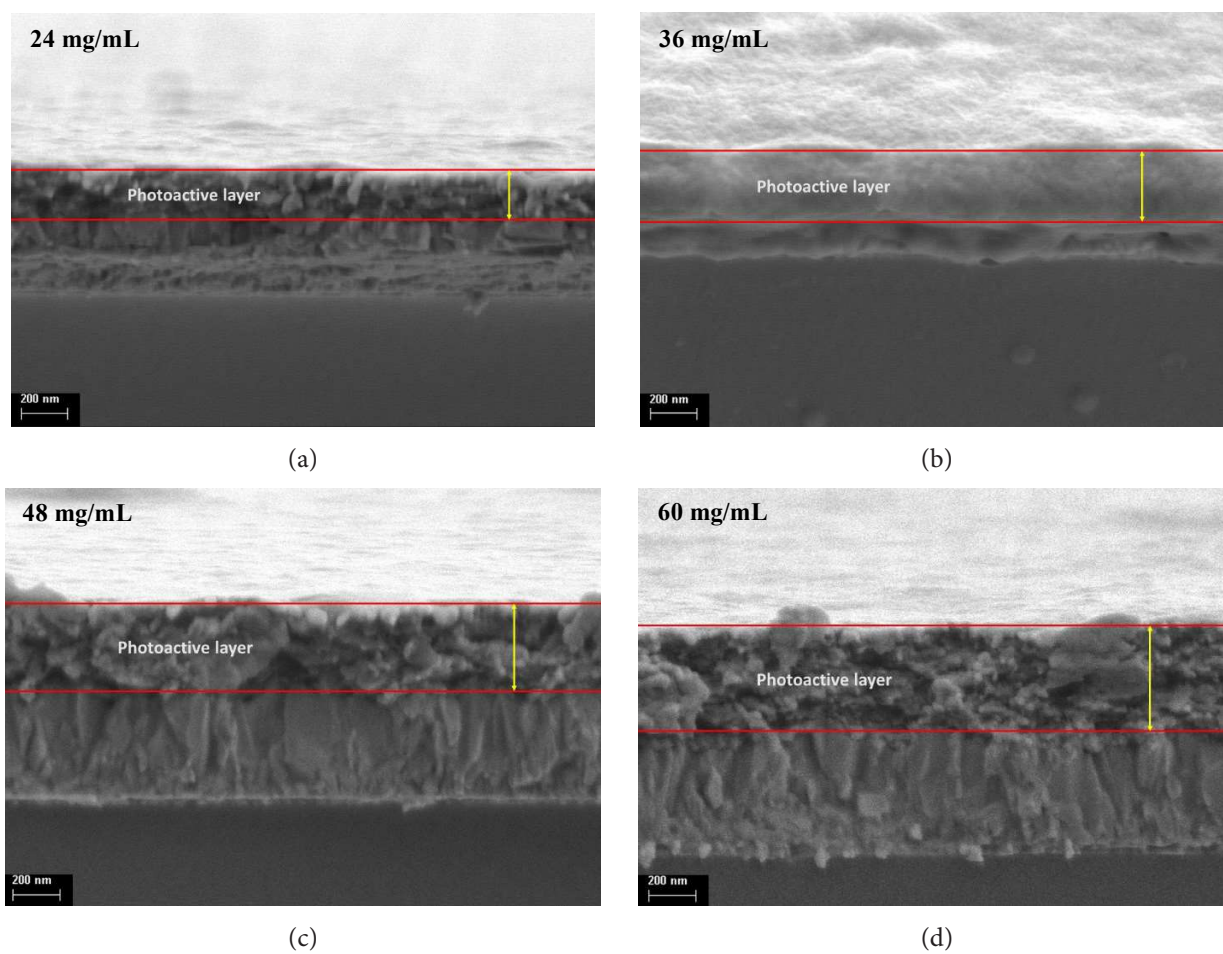 24 mg/mL
36 mg/mL
Photoactive layer
Photoactive layer
200 nm
200 nm
(a)
(b)
48 mg/mL
60 mg/mL
Photoactive layer
Photoactive layer
200 nm
200 nm
(c)
(d)